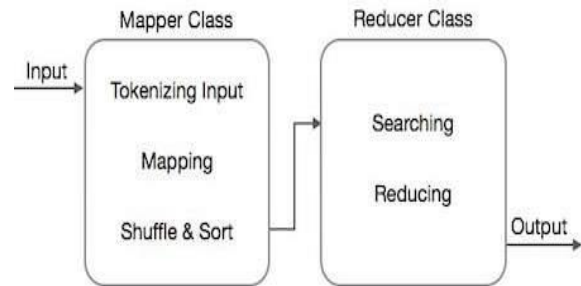 Mapper Class
Reducer Class
Input
Tokenizing Input
Mapping
Shuffle & Sort
Searching
Reducing
Output